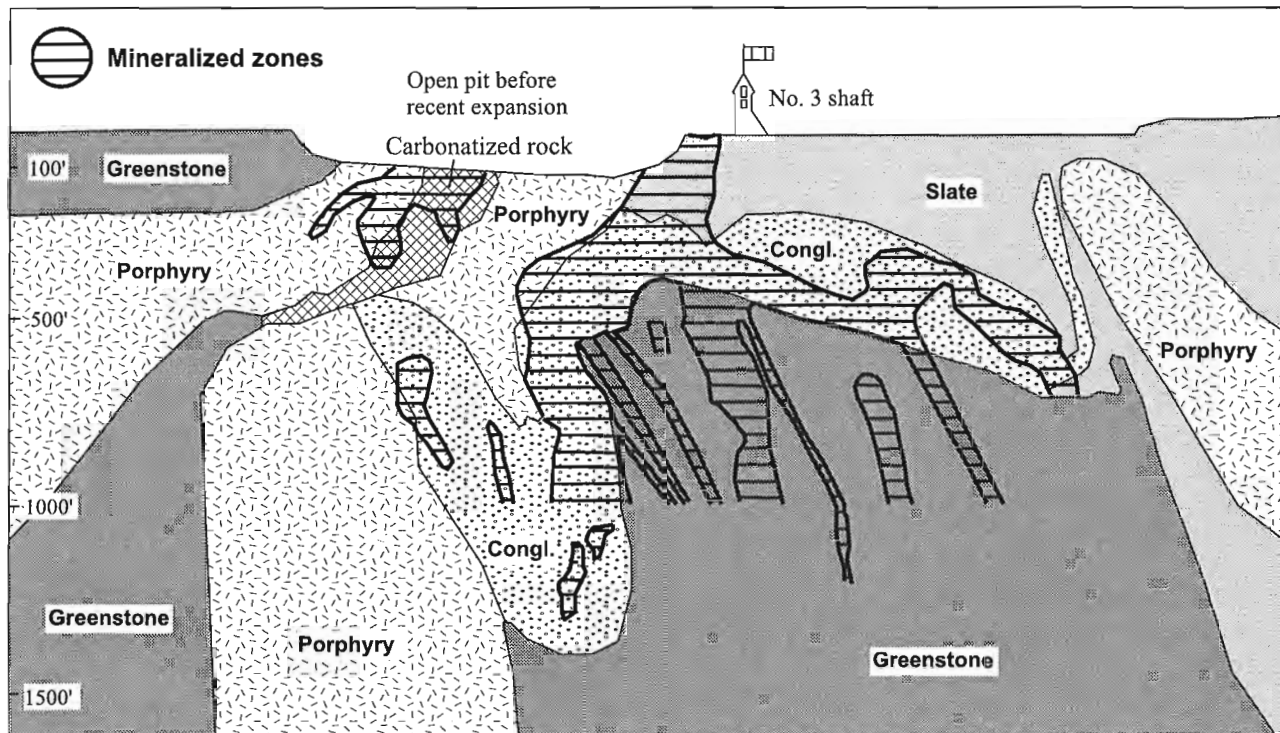 Mineralized zones
Open pit before
recent expansion
Carbonatized rock
No. 3 shaft
100'
Greenstone
Slate
Porphyry
Congl.
Porphyry
500'
Porphyry
1000'
Congl.
Greenstone
Porphyry
Greenstone
1500'